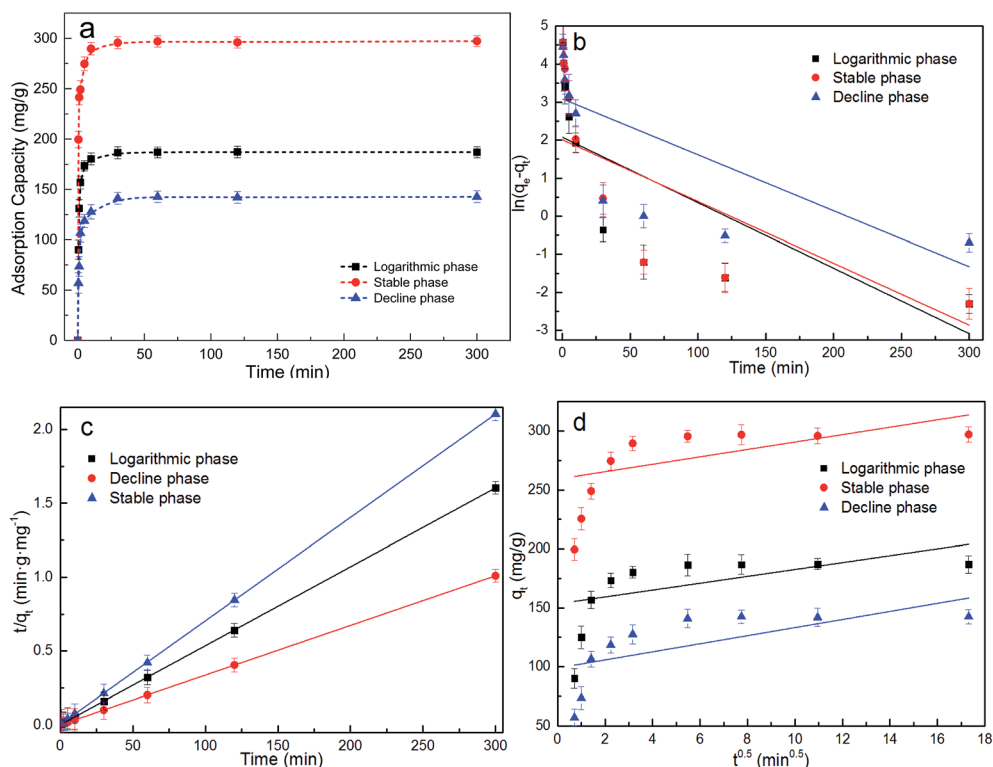 a
Adsorption Capacity (mg/g)
300
250
200
150
100
50
0
Logarithmic phase
Stable phase
Decline phase
0 50 100 150 200 250 300
Time (min)
b
ln(qe-qt)
5
4
3
2
1
0
-1
-2
-3
Logarithmic phase
Stable phase
Decline phase
0 50 100 150 200 250 300
Time (min)
c
t/qt (min·g·mg-1)
2.0
1.5
1.0
0.5
0.0
Logarithmic phase
Decline phase
Stable phase
0 50 100 150 200 250 300
Time (min)
d
qt (mg/g)
400
350
300
250
200
150
100
50
Logarithmic phase
Stable phase
Decline phase
0 2 4 6 8 10 12 14 16 18
t0.5 (min0.5)